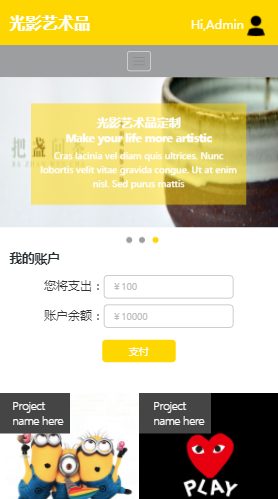 光影艺术品
Hi,Admin
光影艺术品定制
Make your life more artistic
Cras lacinia vel diam quis ultrices. Nunc
lobortis velit vitae gravida congue. Ut at enim
nisl. Sed purus mattis
把盏问茶
我的账户
您将支出：
￥100
账户余额：
￥10000
支付
Project
name here
Project
name here
PLAY